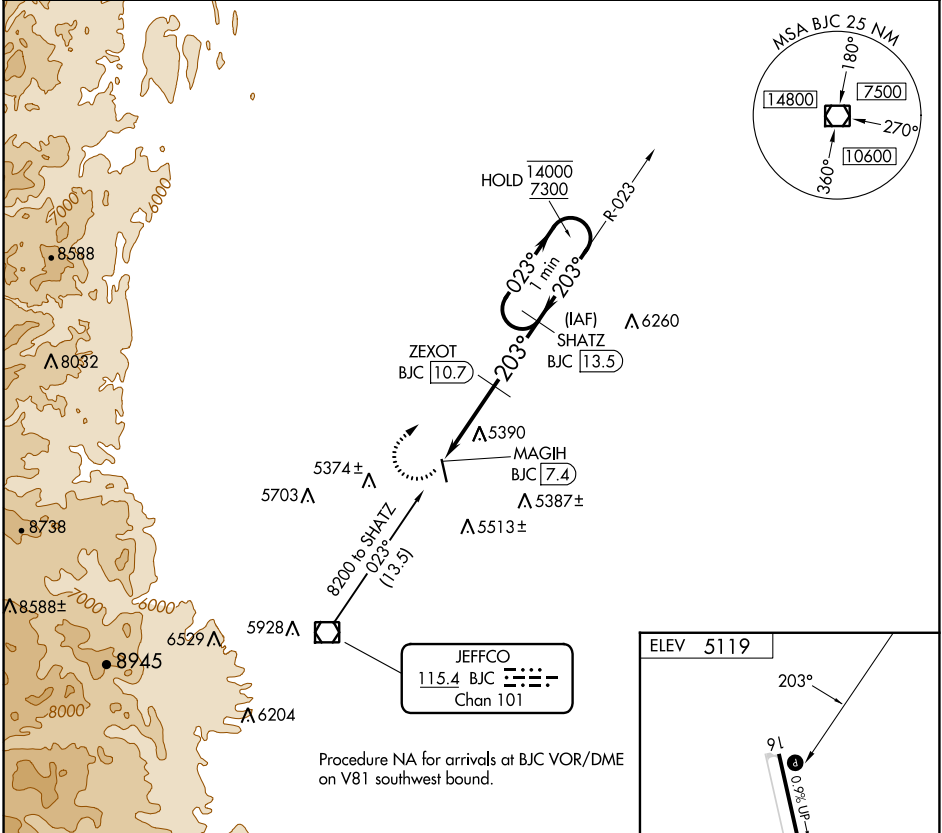 MSA BJC 25 NM
180°
14800
7500
270°
10600
360°
HOLD
14000
7300
R-023
023°
1 min
203°
7000
6000
8588
8032
(IAF)
SHATZ
BJC 13.5
6260
ZEXOT
BJC 10.7
203°
5390
MAGIH
BJC 7.4
5374±
5703
5387±
5513±
8738
8200 to SHATZ
023°
(13.5)
8588±
7000
6000
6529
5928
8945
8000
6204
JEFFCO
115.4 BJC
Chan 101
Procedure NA for arrivals at BJC VOR/DME
on V81 southwest bound.
ELEV 5119
203°
16
P
0.9% UP